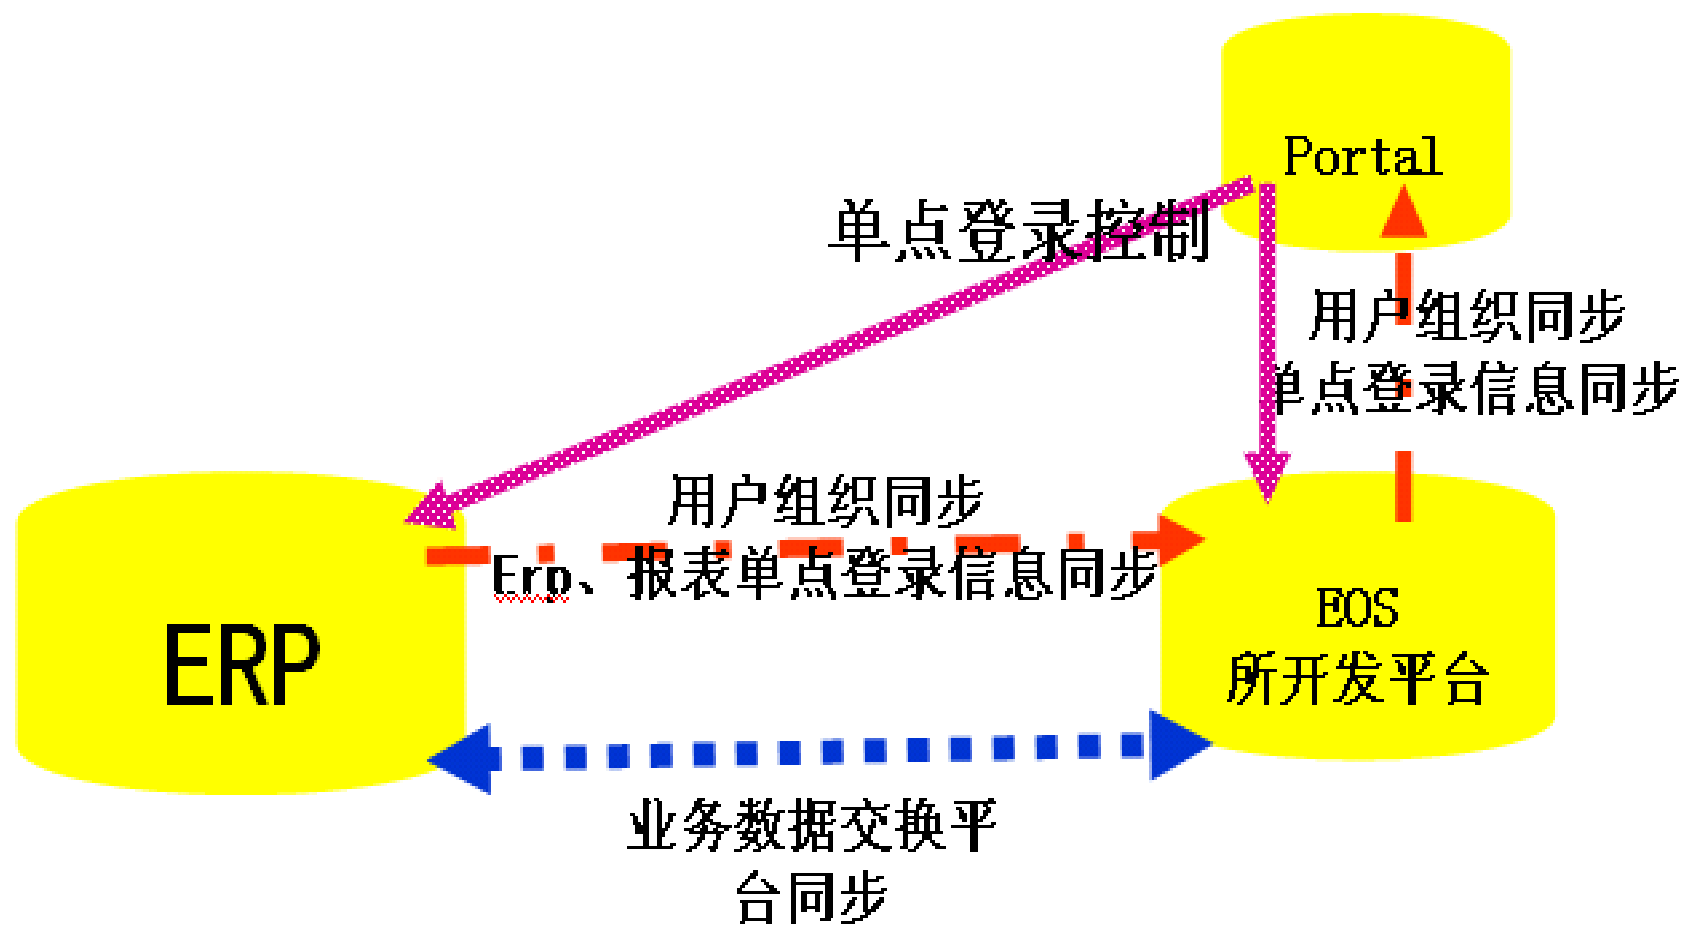 Portal
单点登录控制
用户组织同步
单点登录信息同步
用户组织同步
Erp、报表单点登录信息同步
ERP
EOS
所开发平台
业务数据交换平
台同步